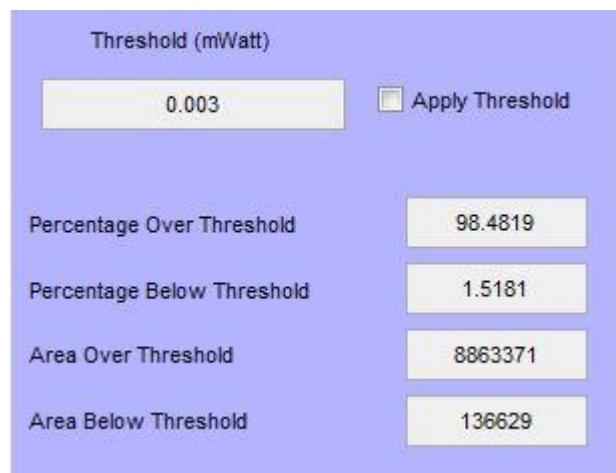 Threshold (mWatt)
0.003 Apply Threshold
Percentage Over Threshold 98.4819
Percentage Below Threshold 1.5181
Area Over Threshold 8863371
Area Below Threshold 136629